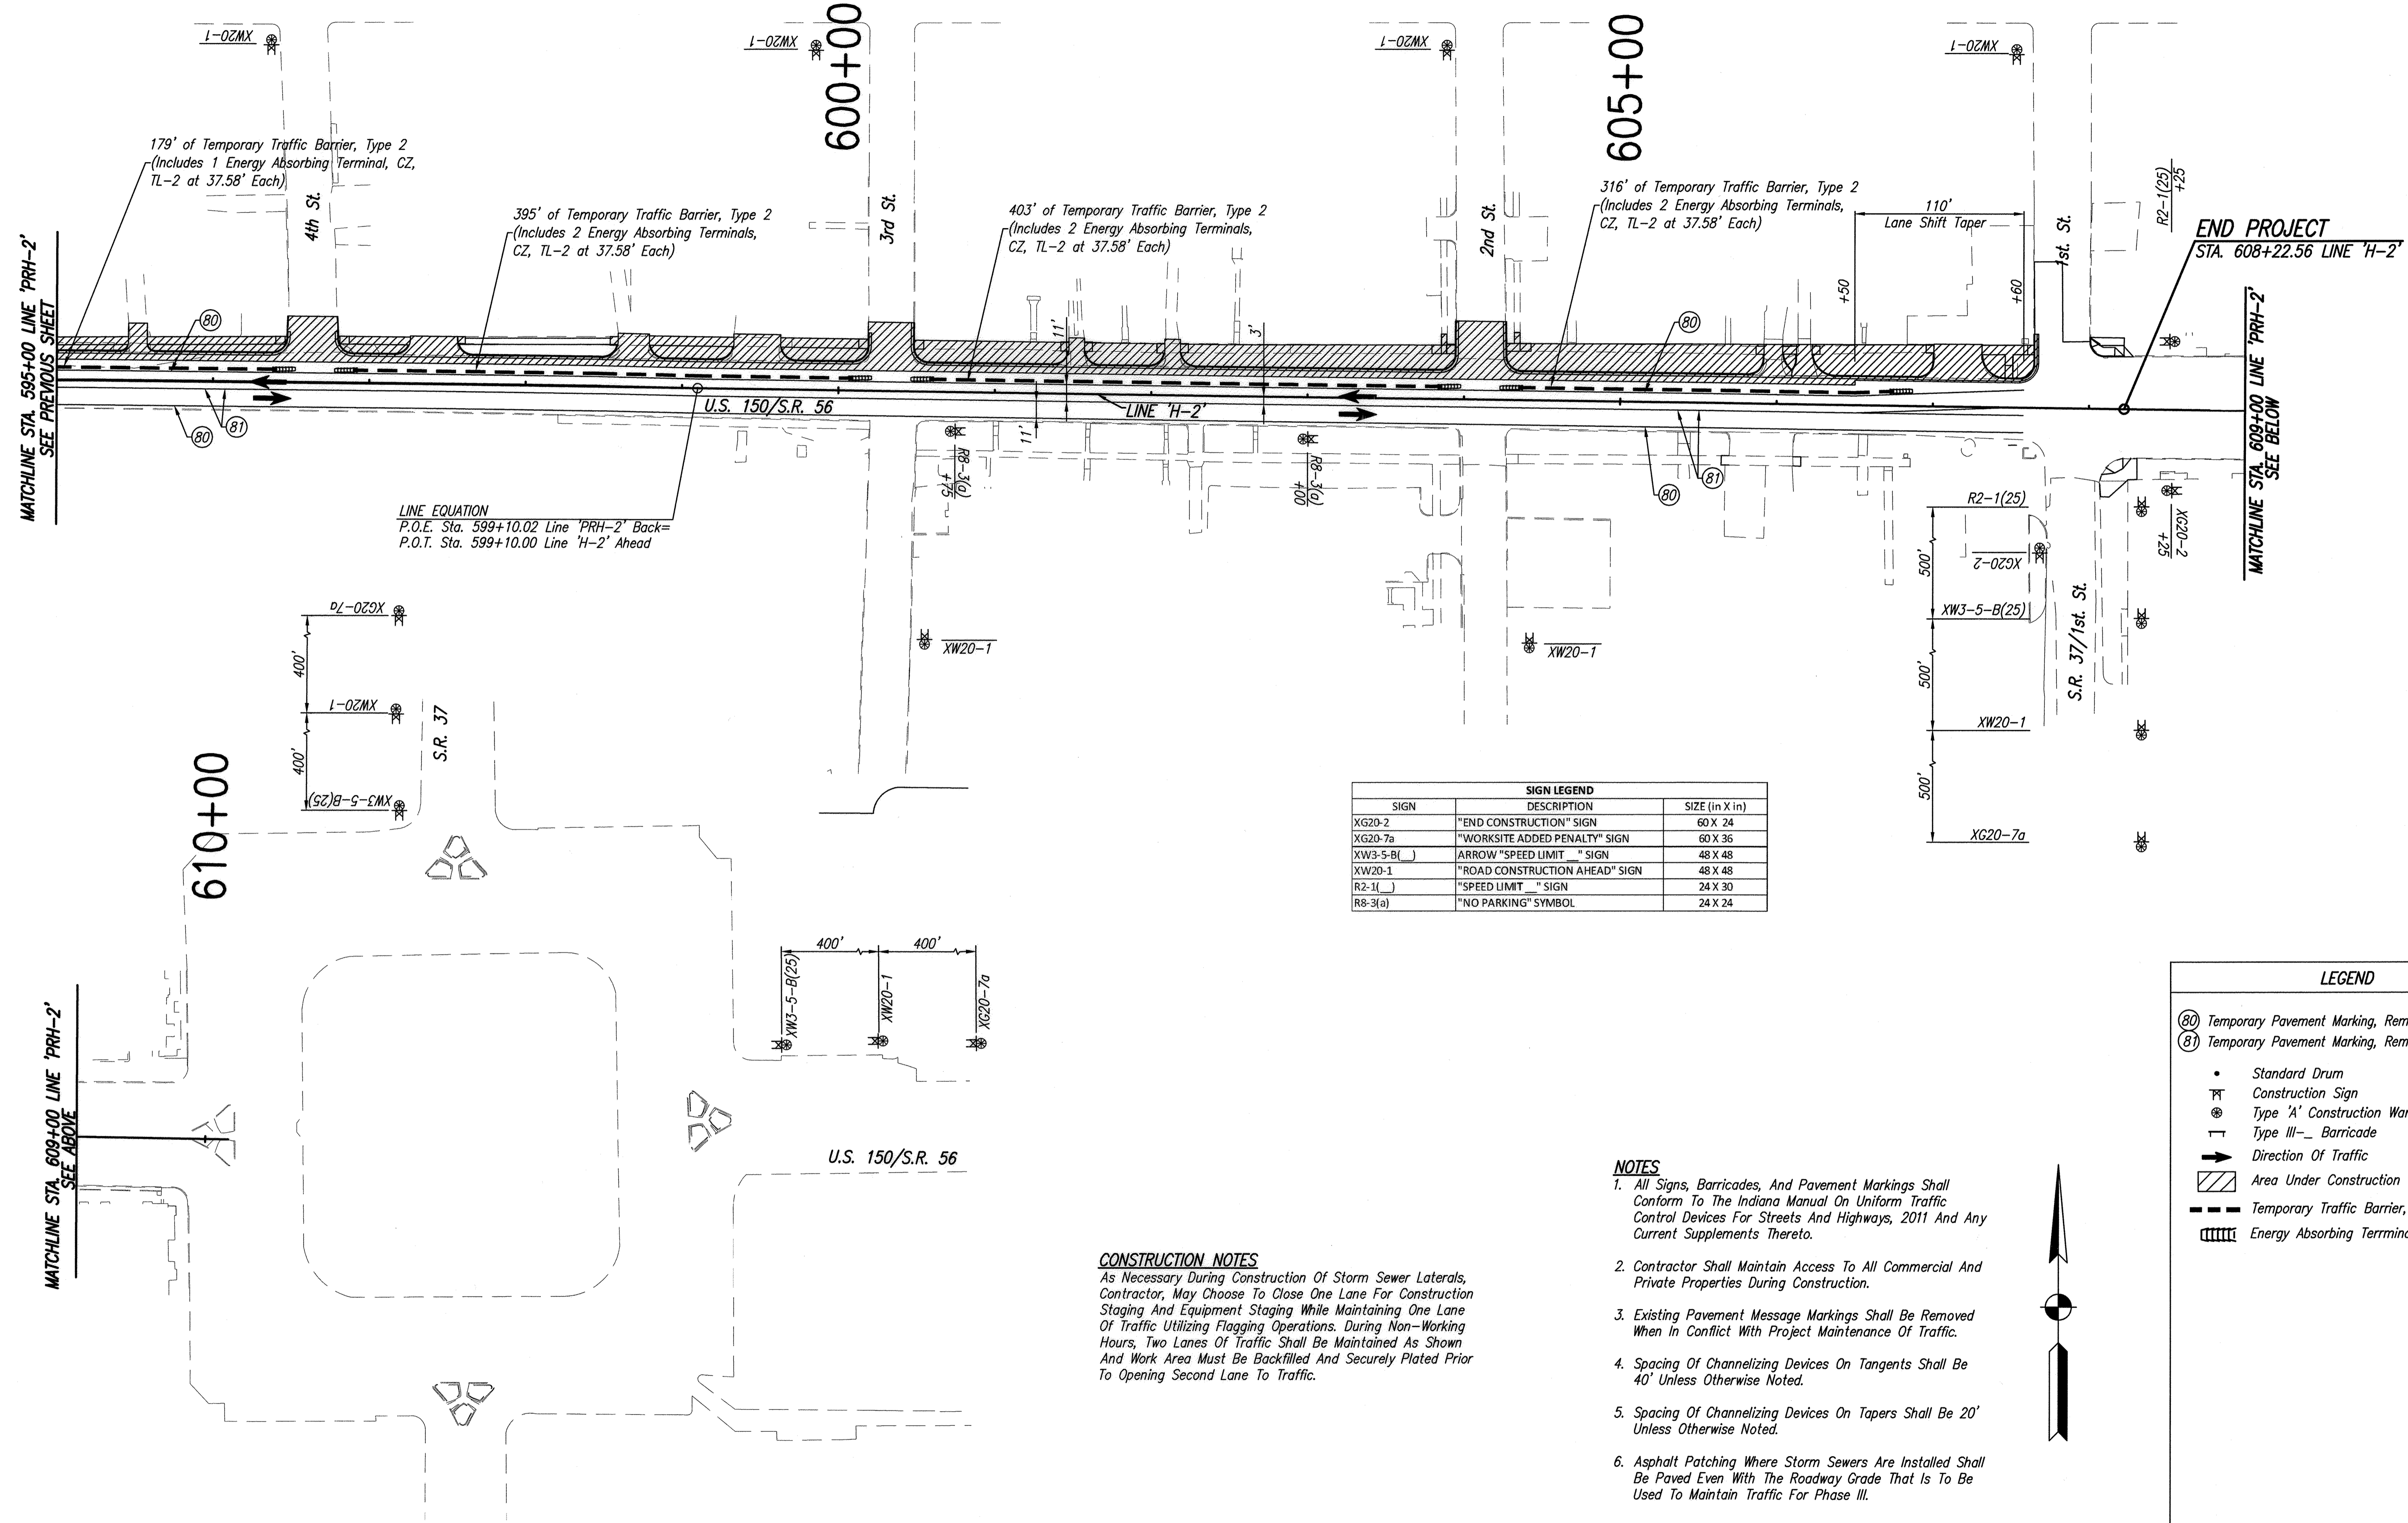 XW20-1
XW20-1
XW20-1
XW20-1
600+00
605+00
179' of Temporary Traffic Barrier, Type 2
(Includes 1 Energy Absorbing Terminal, CZ,
TL-2 at 37.58' Each)
395' of Temporary Traffic Barrier, Type 2
(Includes 2 Energy Absorbing Terminals,
CZ, TL-2 at 37.58' Each)
403' of Temporary Traffic Barrier, Type 2
(Includes 2 Energy Absorbing Terminals,
CZ, TL-2 at 37.58' Each)
316' of Temporary Traffic Barrier, Type 2
(Includes 2 Energy Absorbing Terminals,
CZ, TL-2 at 37.58' Each)
110'
Lane Shift Taper
+50
+60
4th St.
3rd St.
2nd St.
1st. St.
R2-1(25)
+25
END PROJECT
STA. 608+22.56 LINE 'H-2'
MATCHLINE STA. 595+00 LINE 'PRH-2'
SEE PREVIOUS SHEET
80
80
81
11'
11'
3'
80
80
81
U.S. 150/S.R. 56
LINE 'H-2'
MATCHLINE STA. 609+00 LINE 'PRH-2'
SEE BELOW
LINE EQUATION
P.O.E. Sta. 599+10.02 Line 'PRH-2' Back=
P.O.T. Sta. 599+10.00 Line 'H-2' Ahead
R8-3(a)
+75
R8-3(a)
+00
XW20-1
XW20-1
R2-1(25)
500'
XG20-2
XW3-5-B(25)
500'
XW20-1
500'
XG20-7a
XG20-2
+25
S.R. 37/1st. St.
XG20-7a
400'
XW20-1
400'
XW3-5-B(25)
S.R. 37
610+00
SIGN LEGEND
SIGN DESCRIPTION SIZE (in X in)
XG20-2 "END CONSTRUCTION" SIGN 60 X 24
XG20-7a "WORKSITE ADDED PENALTY" SIGN 60 X 36
XW3-5-B(__) ARROW "SPEED LIMIT __" SIGN 48 X 48
XW20-1 "ROAD CONSTRUCTION AHEAD" SIGN 48 X 48
R2-1(__) "SPEED LIMIT __" SIGN 24 X 30
R8-3(a) "NO PARKING" SYMBOL 24 X 24
400' 400'
XW3-5-B(25)
XW20-1
XG20-7a
MATCHLINE STA. 609+00 LINE 'PRH-2'
SEE ABOVE
U.S. 150/S.R. 56
CONSTRUCTION NOTES
As Necessary During Construction Of Storm Sewer Laterals,
Contractor, May Choose To Close One Lane For Construction
Staging And Equipment Staging While Maintaining One Lane
Of Traffic Utilizing Flagging Operations. During Non-Working
Hours, Two Lanes Of Traffic Shall Be Maintained As Shown
And Work Area Must Be Backfilled And Securely Plated Prior
To Opening Second Lane To Traffic.
NOTES
1. All Signs, Barricades, And Pavement Markings Shall
Conform To The Indiana Manual On Uniform Traffic
Control Devices For Streets And Highways, 2011 And Any
Current Supplements Thereto.
2. Contractor Shall Maintain Access To All Commercial And
Private Properties During Construction.
3. Existing Pavement Message Markings Shall Be Removed
When In Conflict With Project Maintenance Of Traffic.
4. Spacing Of Channelizing Devices On Tangents Shall Be
40' Unless Otherwise Noted.
5. Spacing Of Channelizing Devices On Tapers Shall Be 20'
Unless Otherwise Noted.
6. Asphalt Patching Where Storm Sewers Are Installed Shall
Be Paved Even With The Roadway Grade That Is To Be
Used To Maintain Traffic For Phase III.
LEGEND
80 Temporary Pavement Marking, Rem
81 Temporary Pavement Marking, Rem
Standard Drum
Construction Sign
Type 'A' Construction War
Type III-_ Barricade
Direction Of Traffic
Area Under Construction
Temporary Traffic Barrier,
Energy Absorbing Terrmina